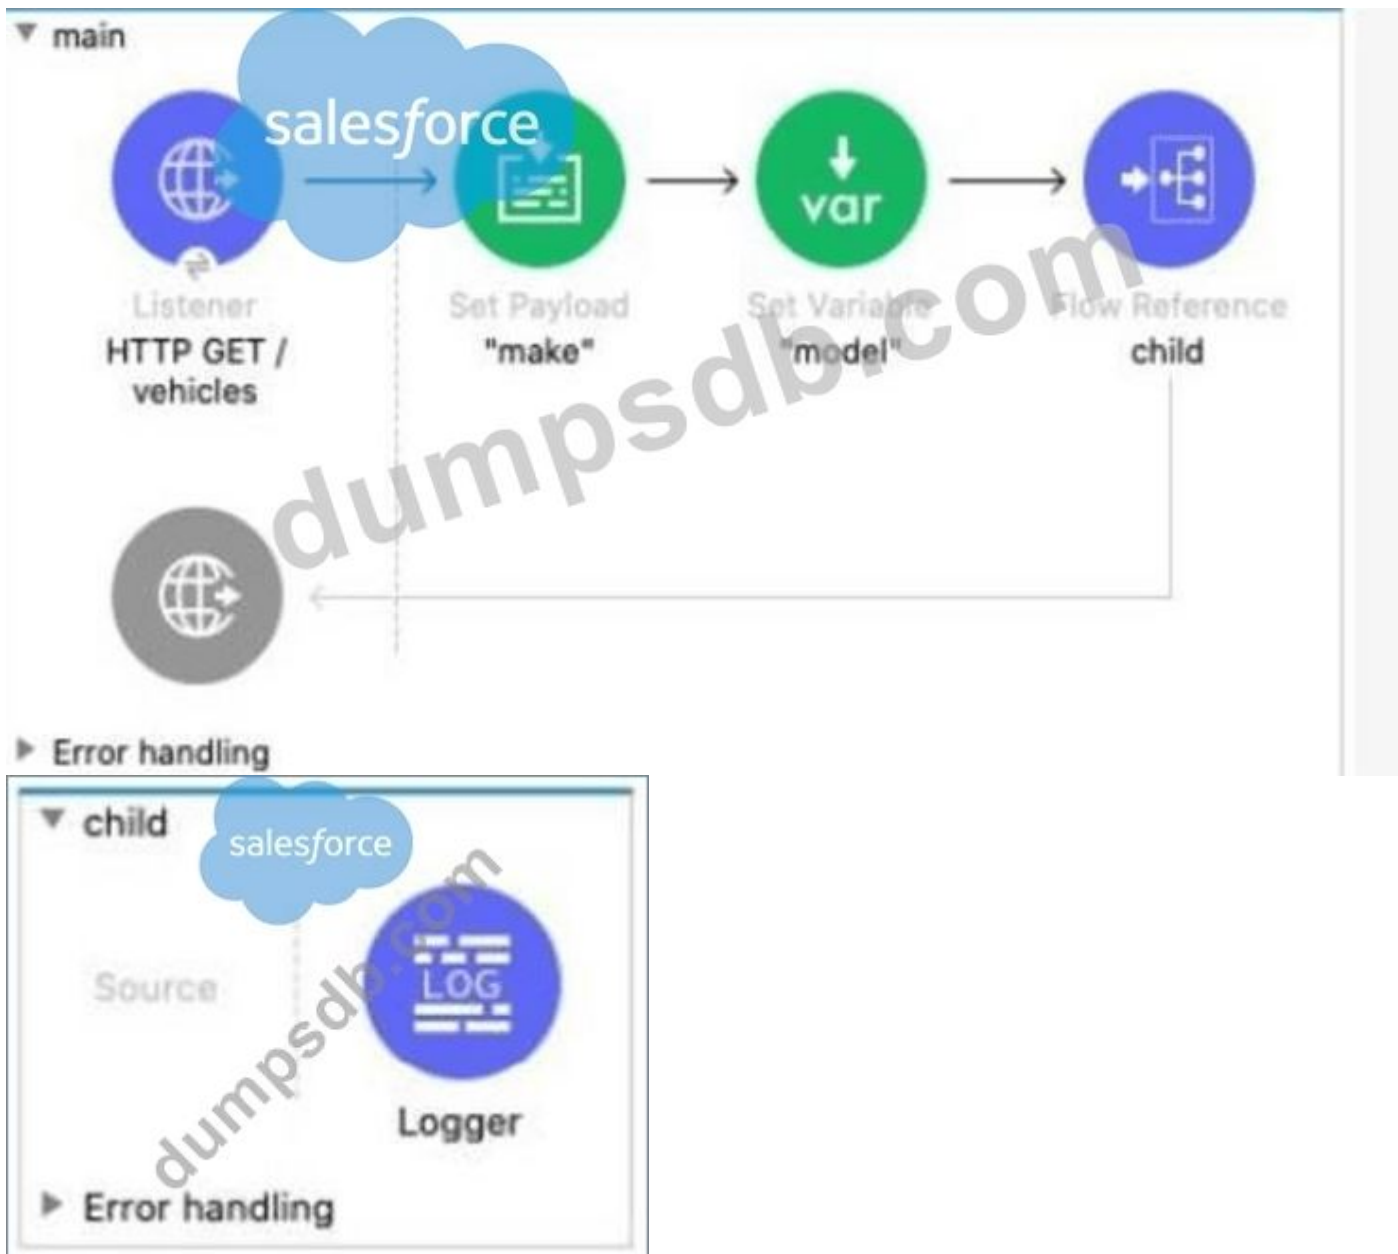 main
salesforce
var
Listener
Set Payload
Set Variable
Flow Reference
HTTP GET /
vehicles
"make"
"model"
child
dumpsdb.com
Error handling
child
salesforce
Source
LOG
Logger
dumpsdb.com
Error handling